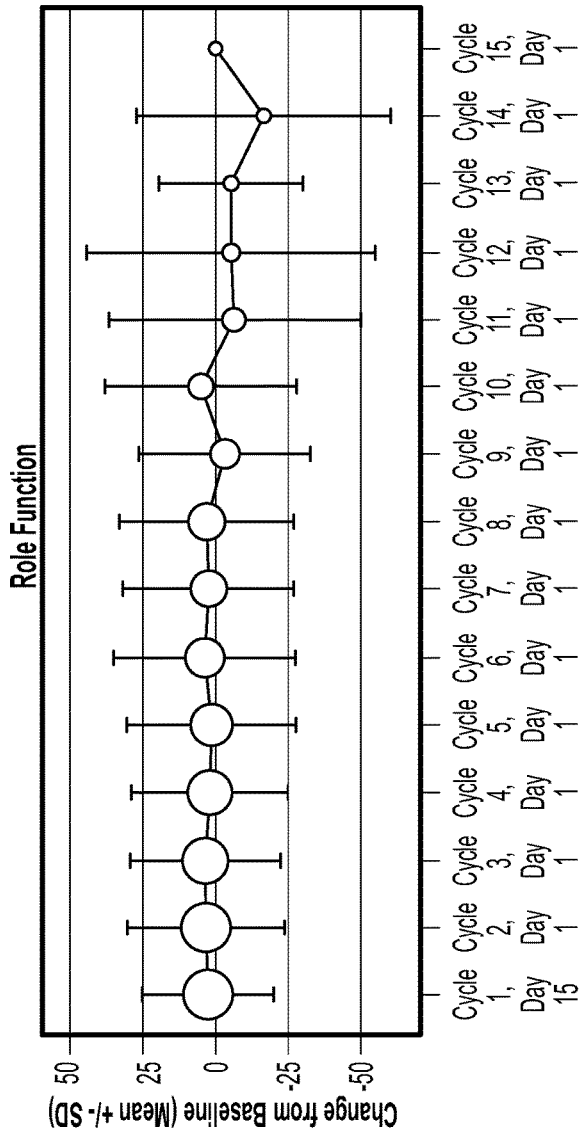 Role Function
Change from Baseline (Mean +/- SD)
50
25
0
-25
-50
Cycle 1, Day 15
Cycle 2, Day 1
Cycle 3, Day 1
Cycle 4, Day 1
Cycle 5, Day 1
Cycle 6, Day 1
Cycle 7, Day 1
Cycle 8, Day 1
Cycle 9, Day 1
Cycle 10, Day 1
Cycle 11, Day 1
Cycle 12, Day 1
Cycle 13, Day 1
Cycle 14, Day 1
Cycle 15, Day 1